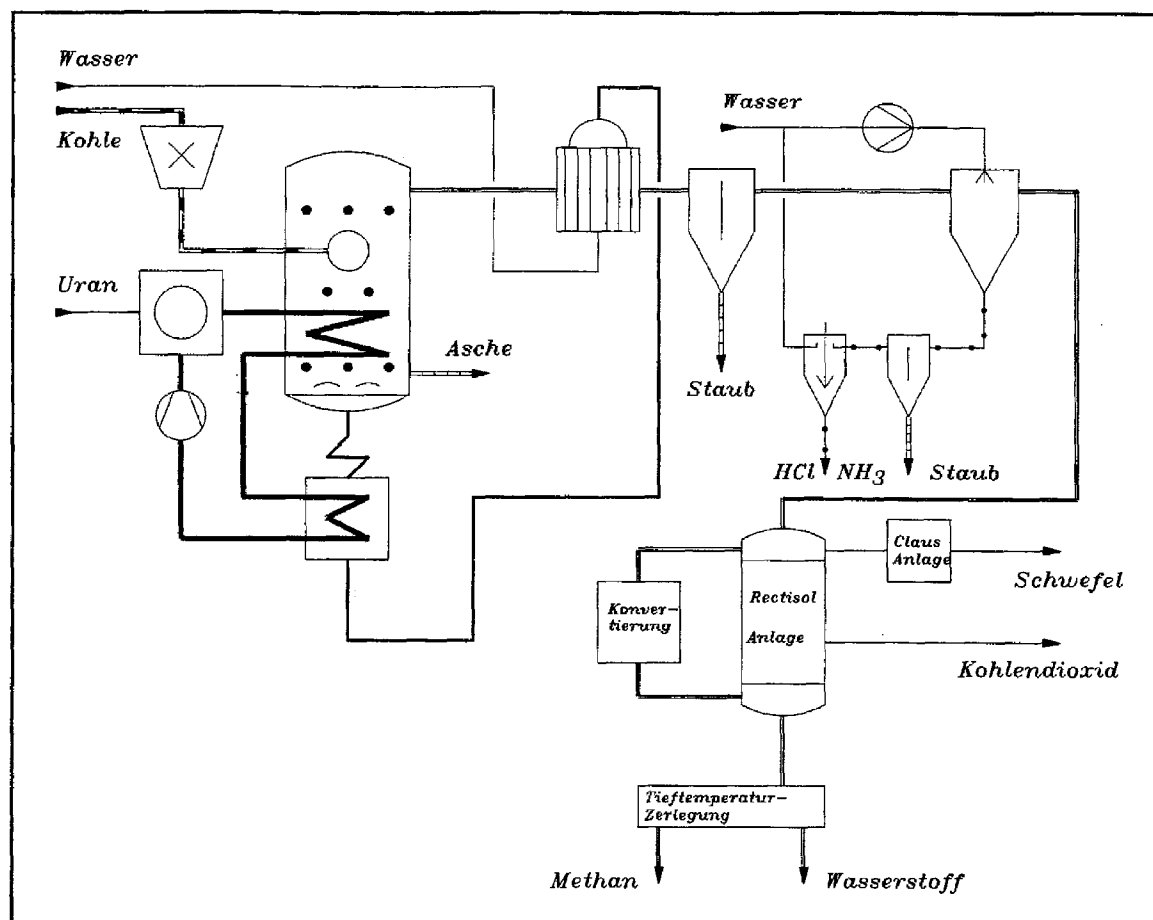 Wasser
Kohle
Uran
Asche
Wasser
Staub
HCl NH3
Staub
Claus
Anlage
Schwefel
Konver-
tierung
Rectisol
Anlage
Kohlendioxid
Tieftemperatur-
Zerlegung
Methan
Wasserstoff